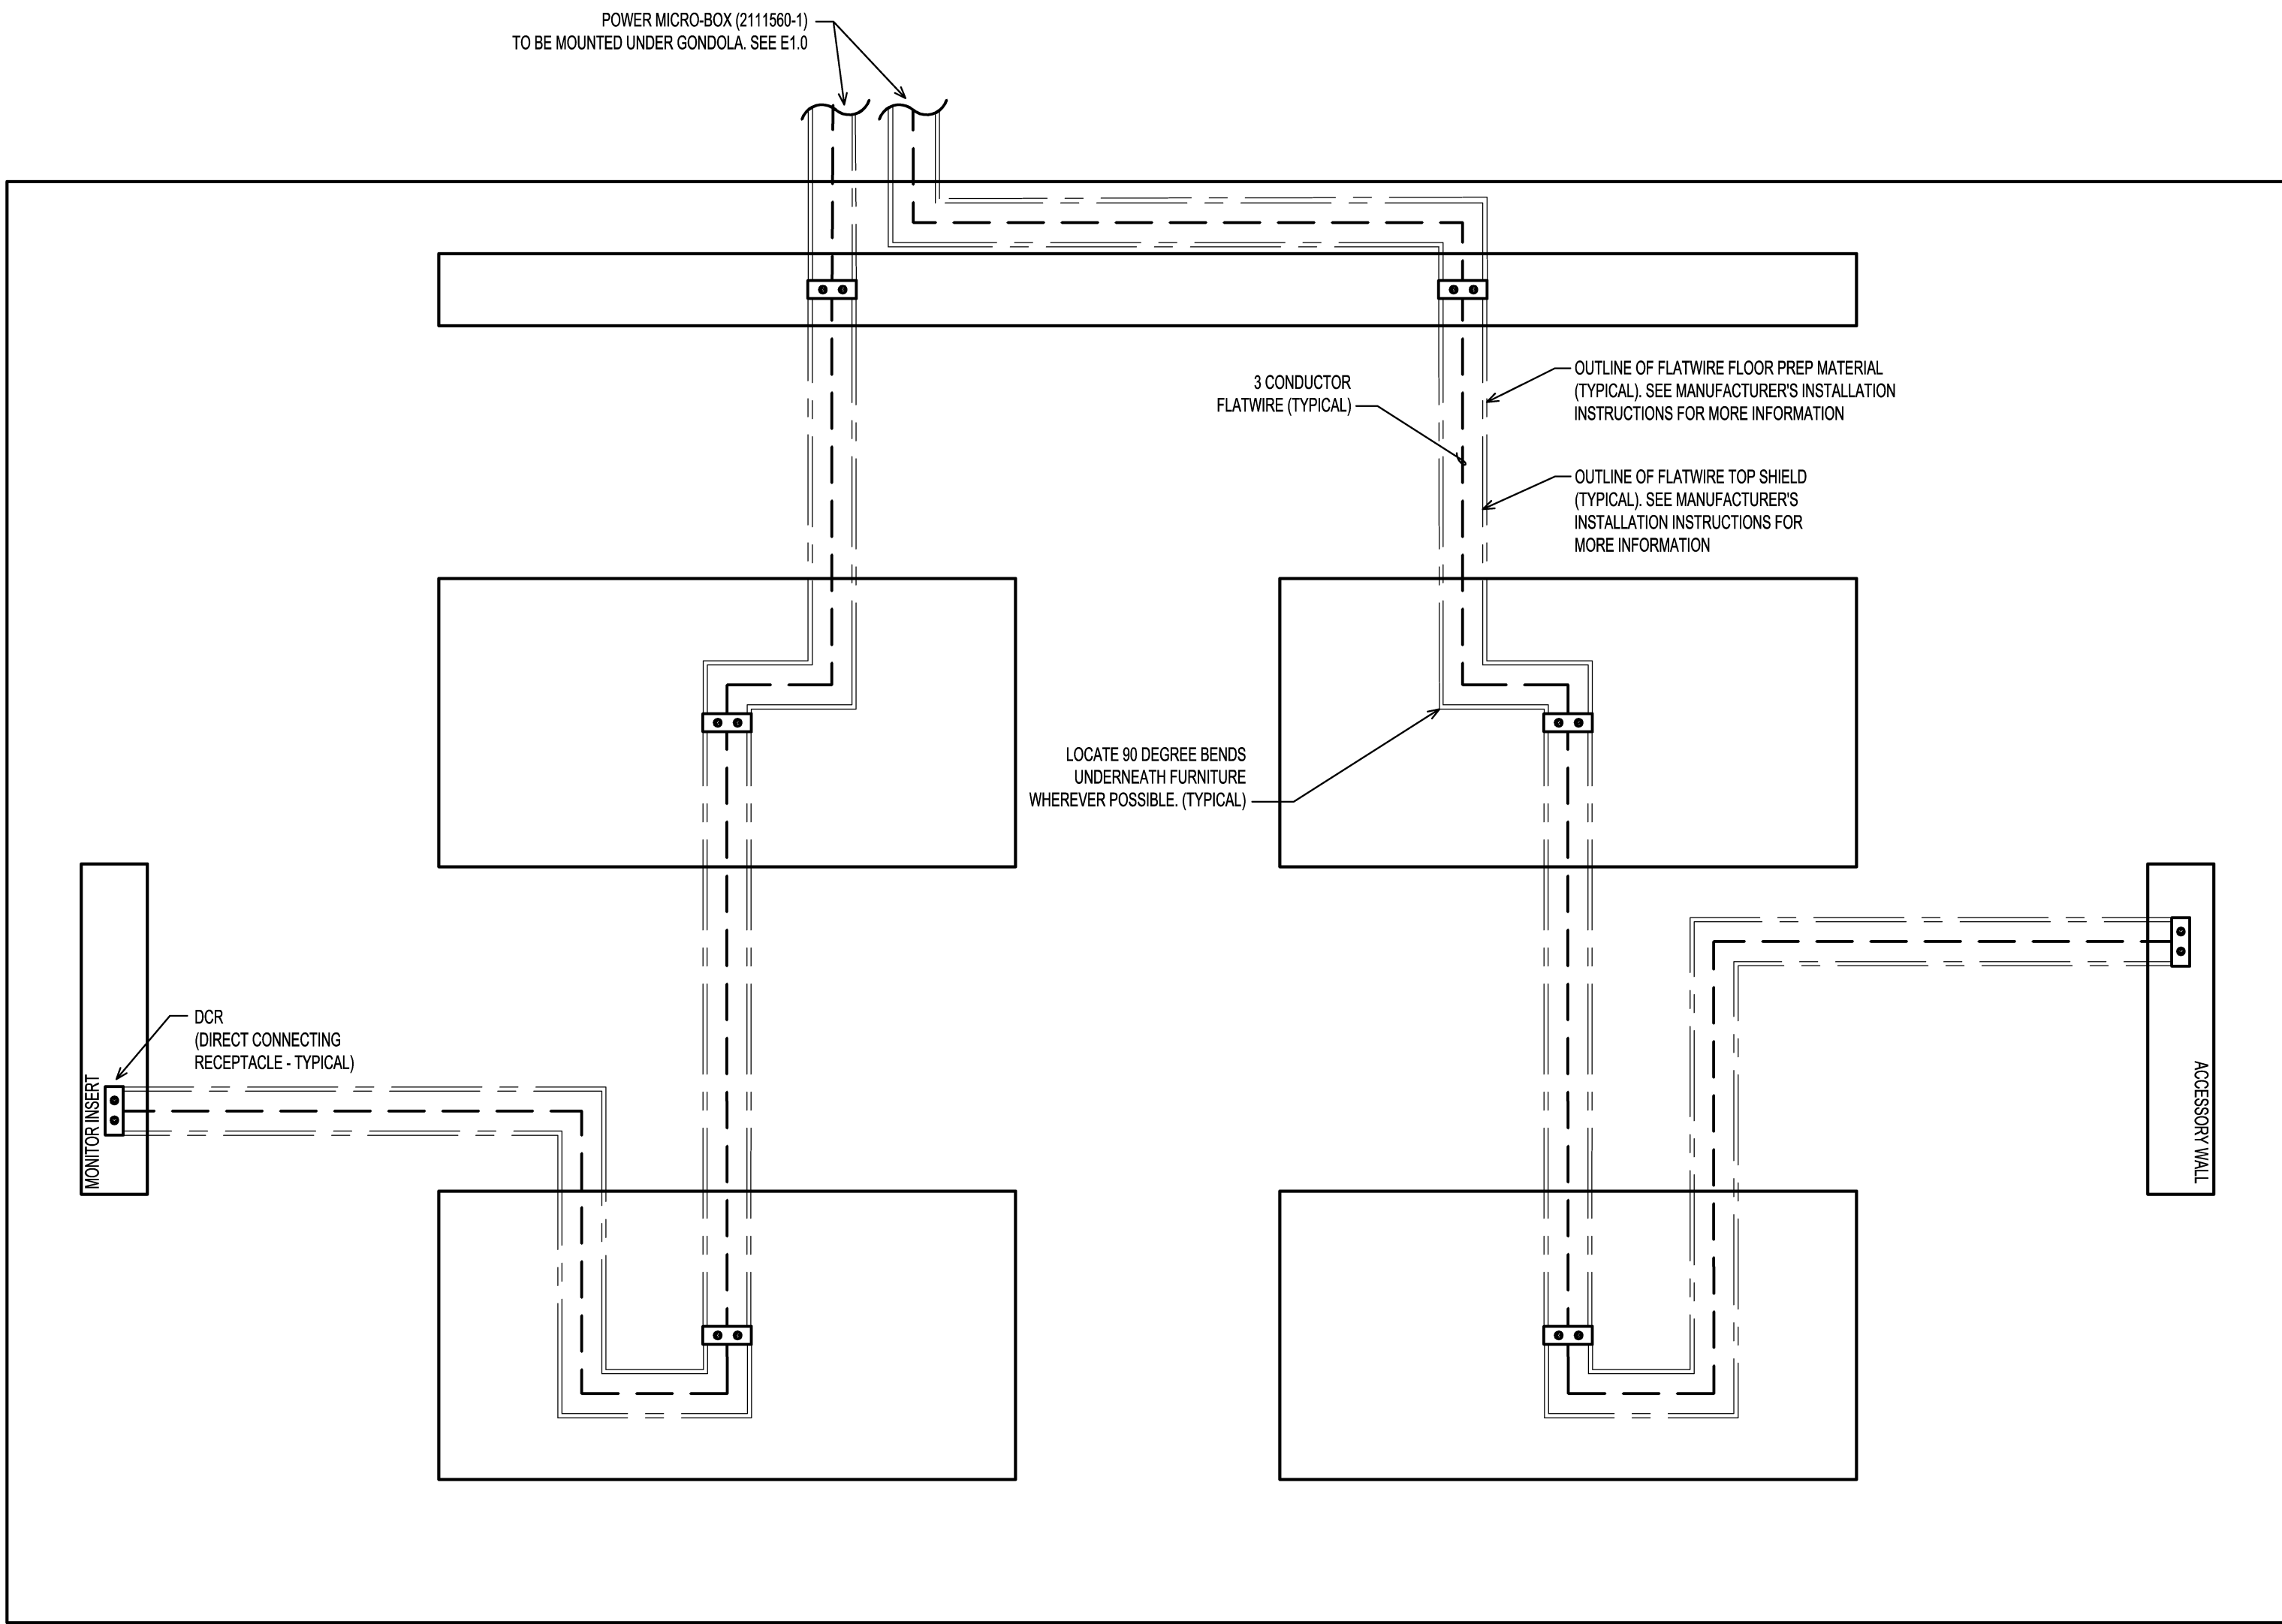 POWER MICRO-BOX (2111560-1)
TO BE MOUNTED UNDER GONDOLA. SEE E1.0
3 CONDUCTOR
FLATWIRE (TYPICAL)
OUTLINE OF FLATWIRE FLOOR PREP MATERIAL
(TYPICAL). SEE MANUFACTURER'S INSTALLATION
INSTRUCTIONS FOR MORE INFORMATION
OUTLINE OF FLATWIRE TOP SHIELD
(TYPICAL). SEE MANUFACTURER'S
INSTALLATION INSTRUCTIONS FOR
MORE INFORMATION
LOCATE 90 DEGREE BENDS
UNDERNEATH FURNITURE
WHEREVER POSSIBLE. (TYPICAL)
DCR
(DIRECT CONNECTING
RECEPTACLE - TYPICAL)
MONITOR INSERT
ACCESSORY WALL